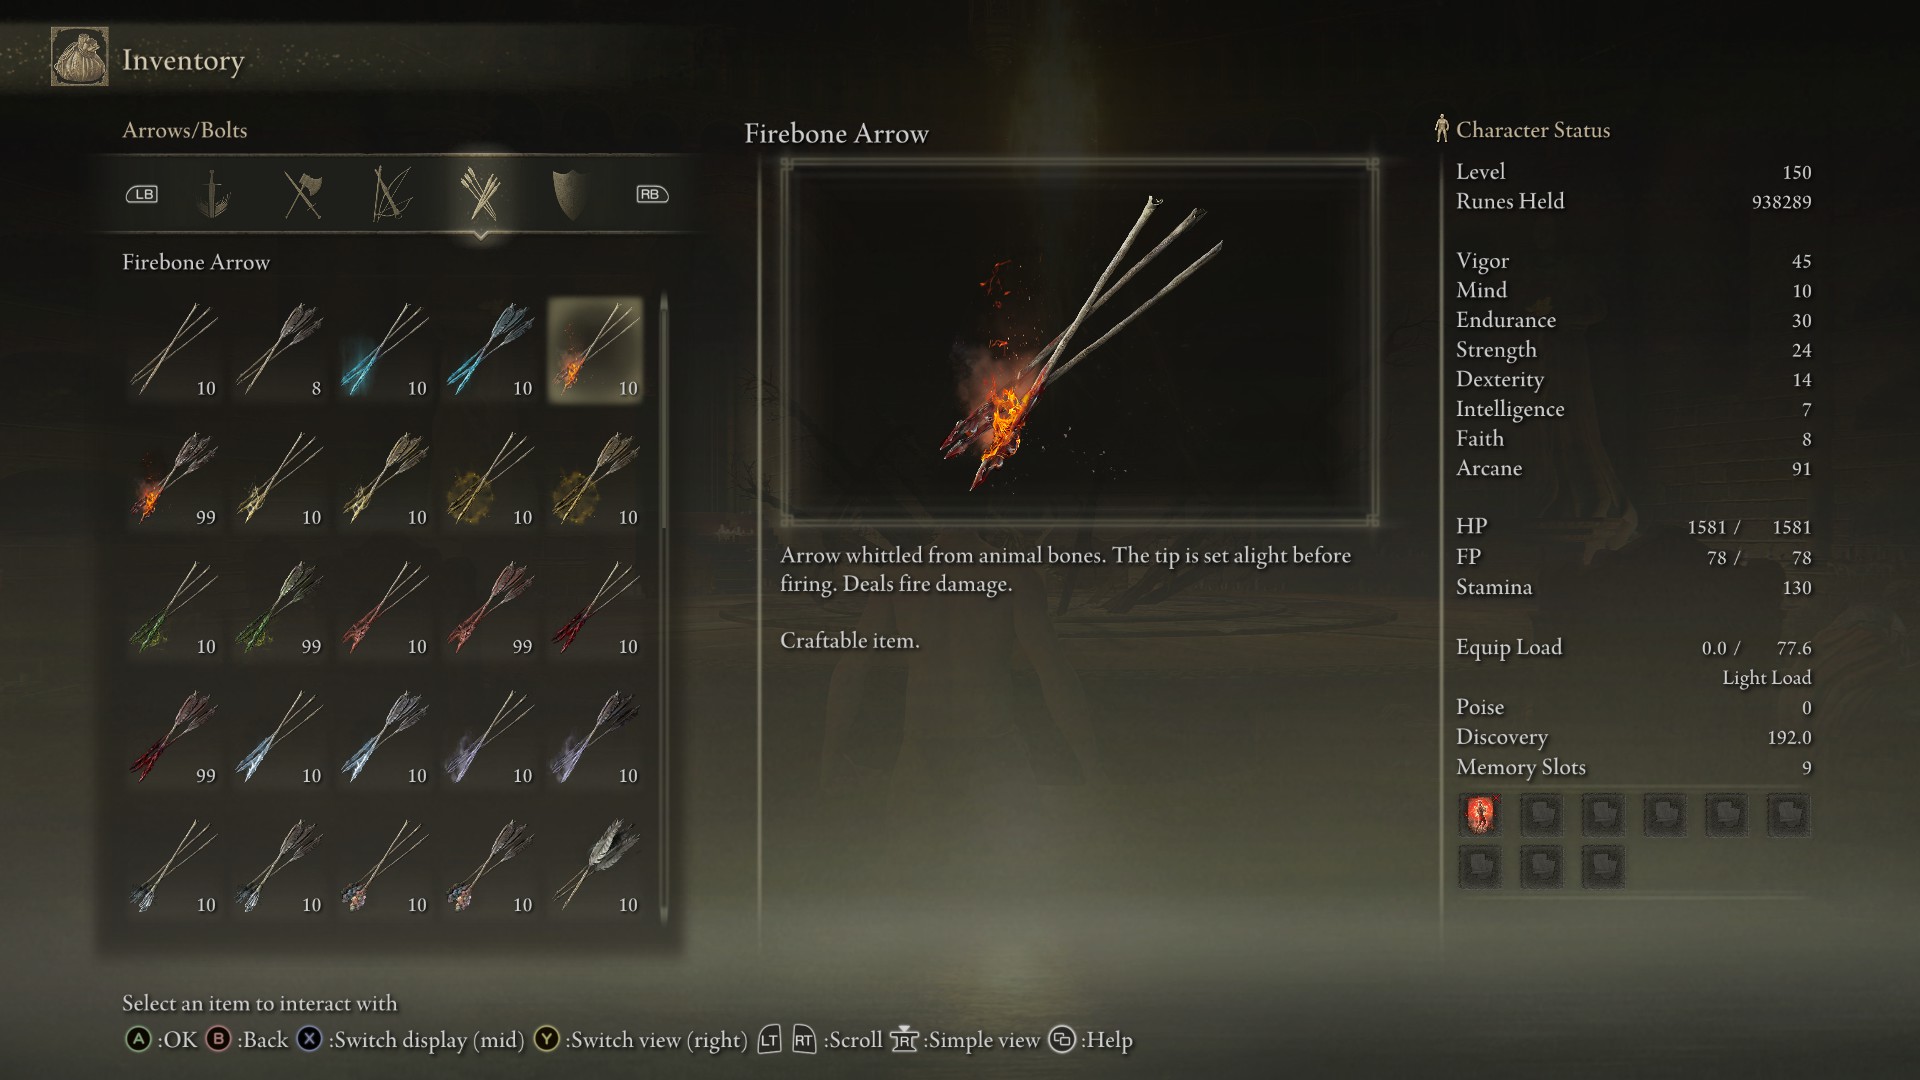 Inventory
Arrows/Bolts
LB
RB
Firebone Arrow
10 8 10 10 10
99 10 10 10 10
10 99 10 99 10
99 10 10 10 10
10 10 10 10 10
Firebone Arrow
Arrow whittled from animal bones. The tip is set alight before
firing. Deals fire damage.
Craftable item.
Character Status
Level 150
Runes Held 938289
Vigor 45
Mind 10
Endurance 30
Strength 24
Dexterity 14
Intelligence 7
Faith 8
Arcane 91
HP 1581 / 1581
FP 78 / 78
Stamina 130
Equip Load 0.0 / 77.6
Light Load
Poise 0
Discovery 192.0
Memory Slots 9
Select an item to interact with
A :OK B :Back X :Switch display (mid) Y :Switch view (right) LT RT :Scroll R :Simple view :Help